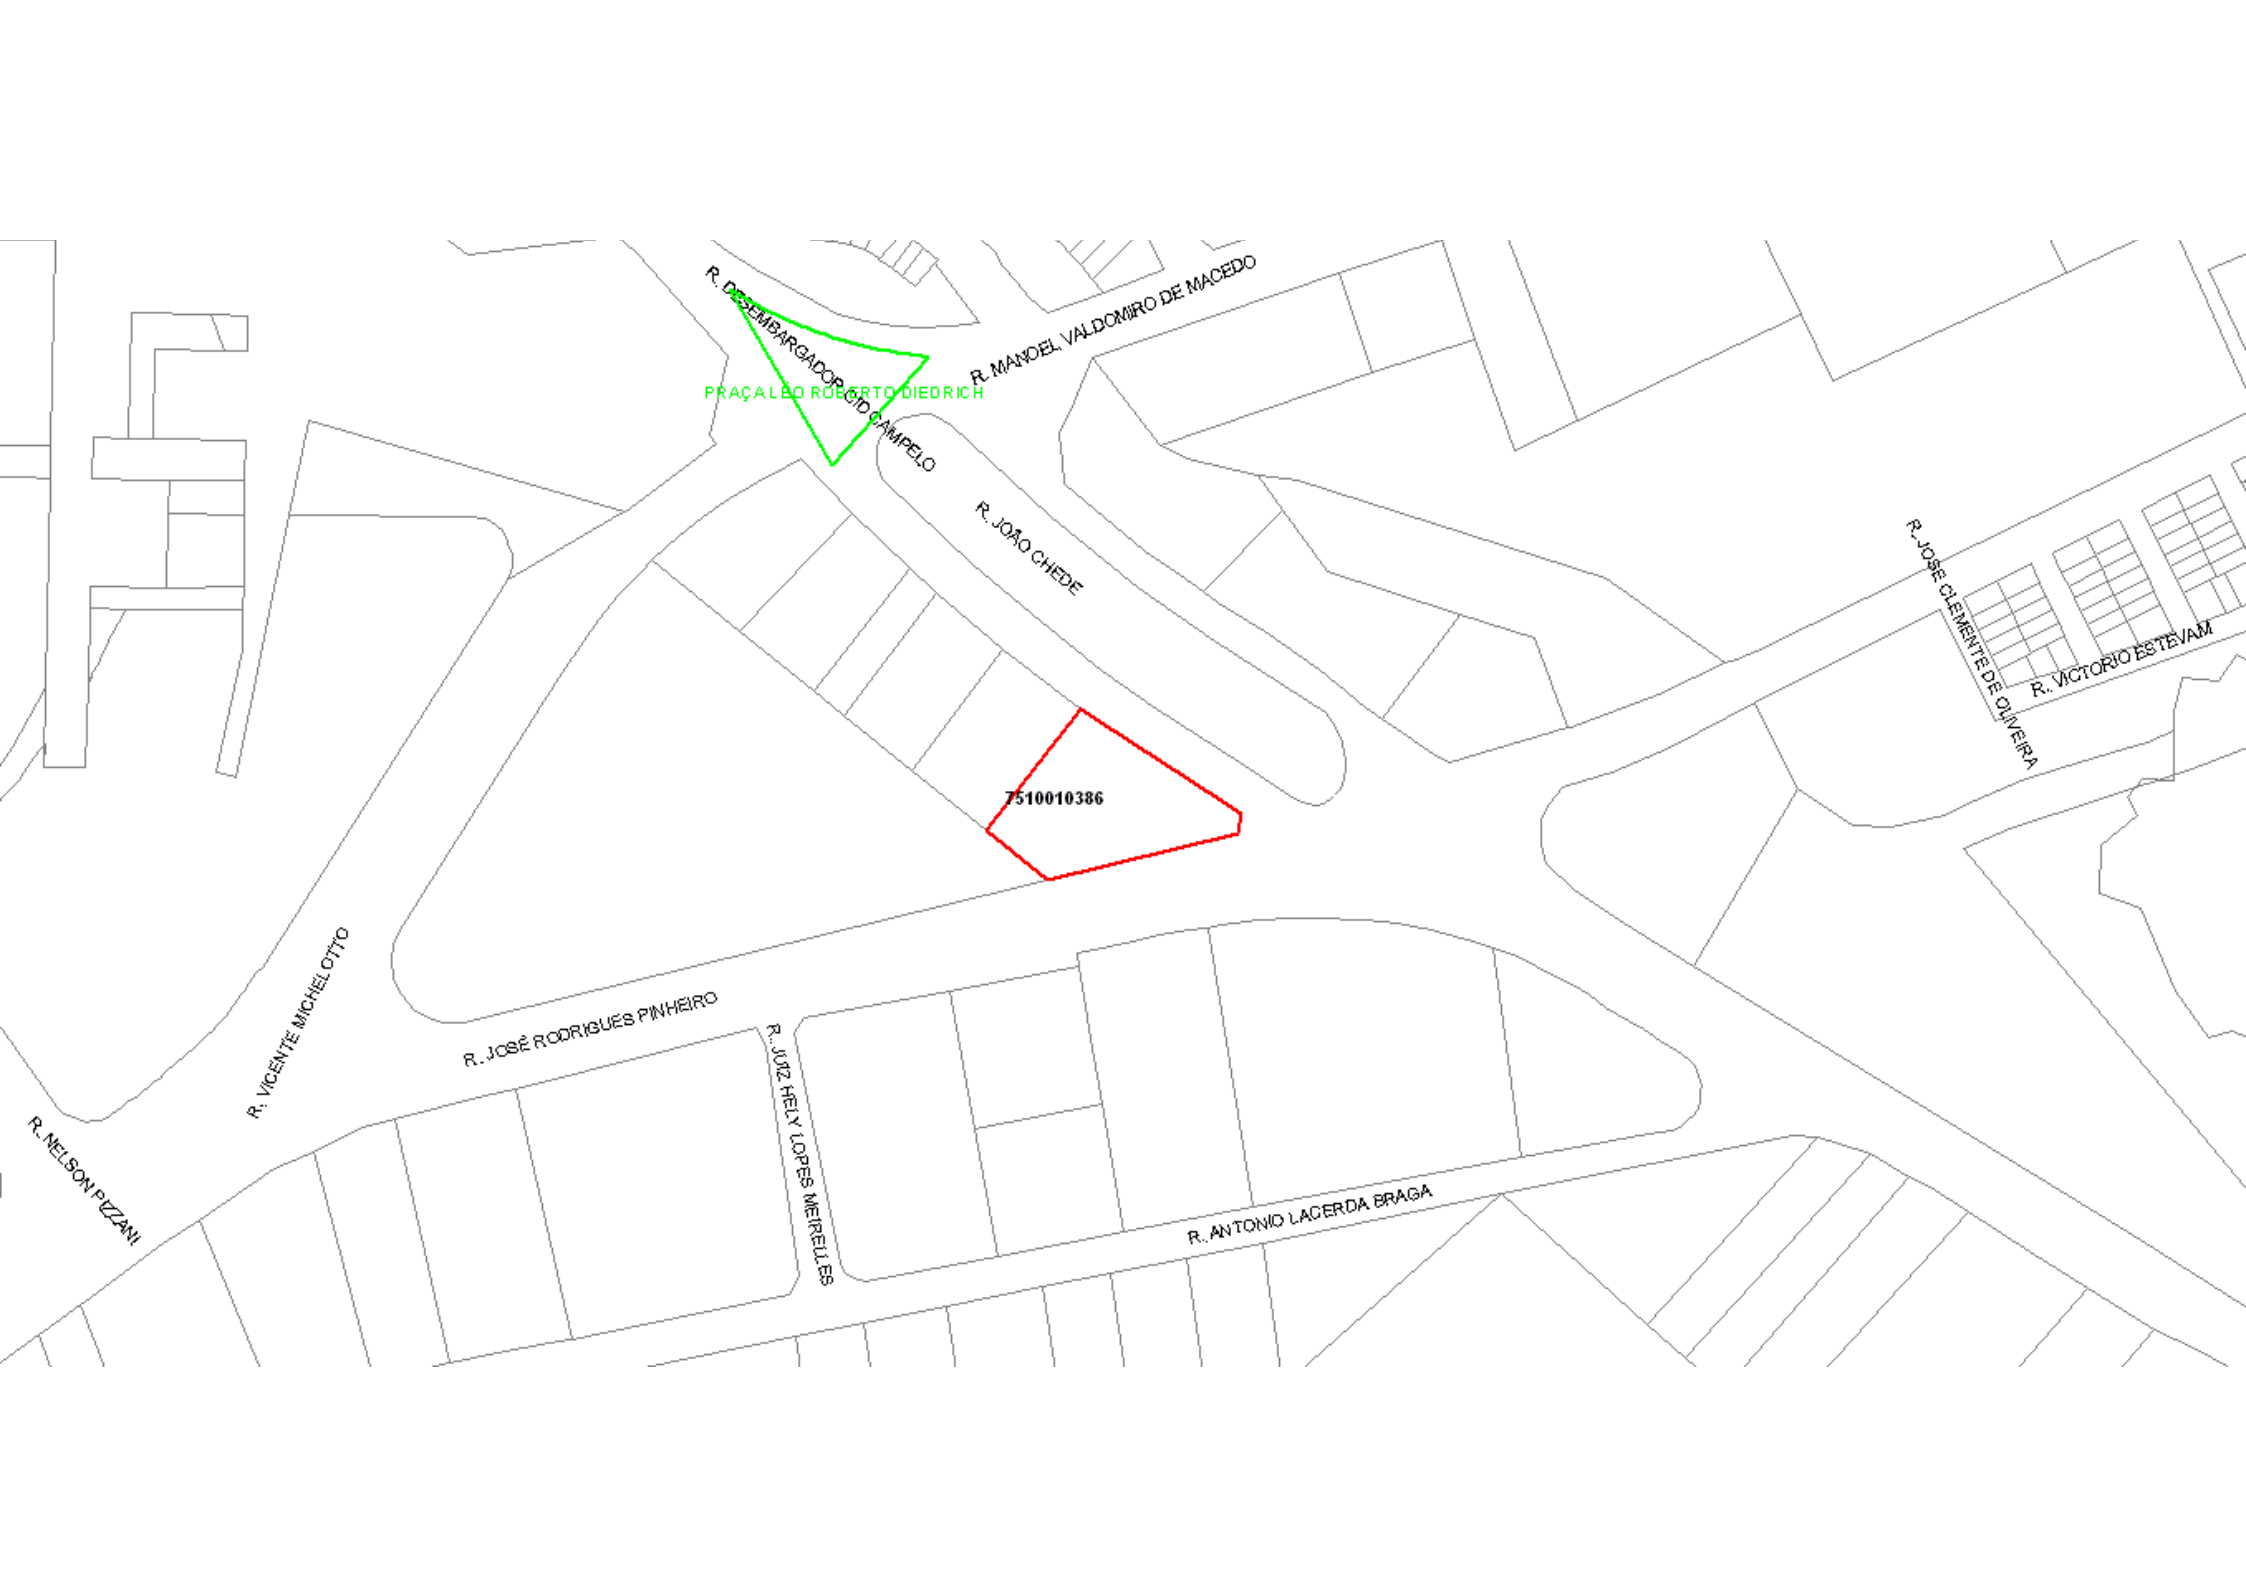 R. DESEMBARGADOR CID CAMPELO
R. MANOEL VALDOMIRO DE MACEDO
PRAÇA LÉO ROBERTO DIEDRICH
R. JOÃO CHEDE
R. JOSE CLEMENTE DE OLIVEIRA
R. VICTORIO ESTEVAM
7510010386
R. VICENTE MICHELOTTO
R. JOSÉ RODRIGUES PINHEIRO
R. JUIZ HELY LOPES MEIRELLES
R. NELSON PIZZANI
R. ANTONIO LACERDA BRAGA